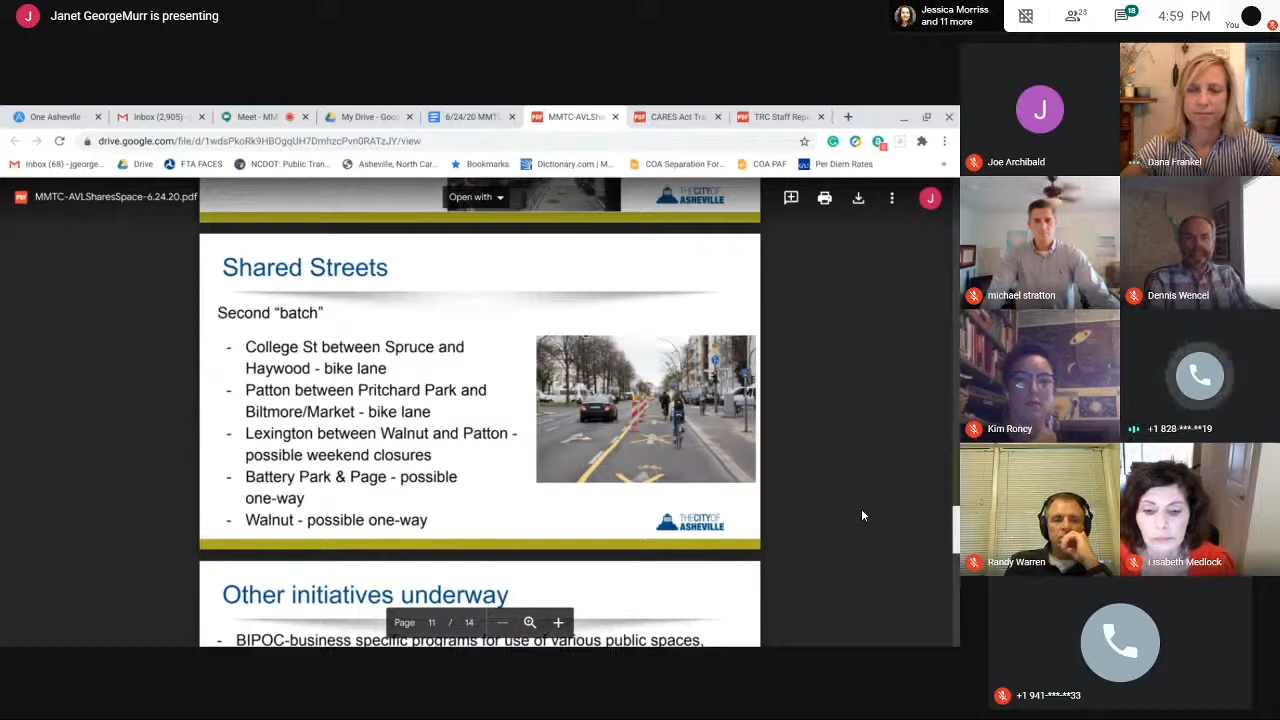 Janet GeorgeMurr is presenting
Jessica Morriss
and 11 more
23
18
4:59 PM
You
J
One Asheville
Inbox (2,905) -
Meet - MM
My Drive - Goo
6/24/20 MMTC
MMTC-AVLSha
CARES Act Tra
TRC Staff Rep
drive.google.com/file/d/1wdsPkoRk9HBOgqUH7DmhzcPvn0RATzJY/view
Inbox (68) - jgeorge...
Drive
FTA FACES
NCDOT: Public Tran...
Asheville, North Car...
Bookmarks
Dictionary.com | M...
COA Separation For...
COA PAF
Per Diem Rates
MMTC-AVLSharesSpace-6.24.20.pdf
Open with
J
THE CITY OF
ASHEVILLE
Shared Streets
Second “batch”
- College St between Spruce and
Haywood - bike lane
- Patton between Pritchard Park and
Biltmore/Market - bike lane
- Lexington between Walnut and Patton -
possible weekend closures
- Battery Park & Page - possible
one-way
- Walnut - possible one-way
THE CITY OF
ASHEVILLE
Other initiatives underway
- BIPOC-business specific programs for use of various public spaces,
Page 11 / 14
J
Joe Archibald
Dana Frankel
michael stratton
Dennis Wencel
Kim Roney
+1 828-***-**19
Randy Warren
Lisabeth Medlock
+1 941-***-**33